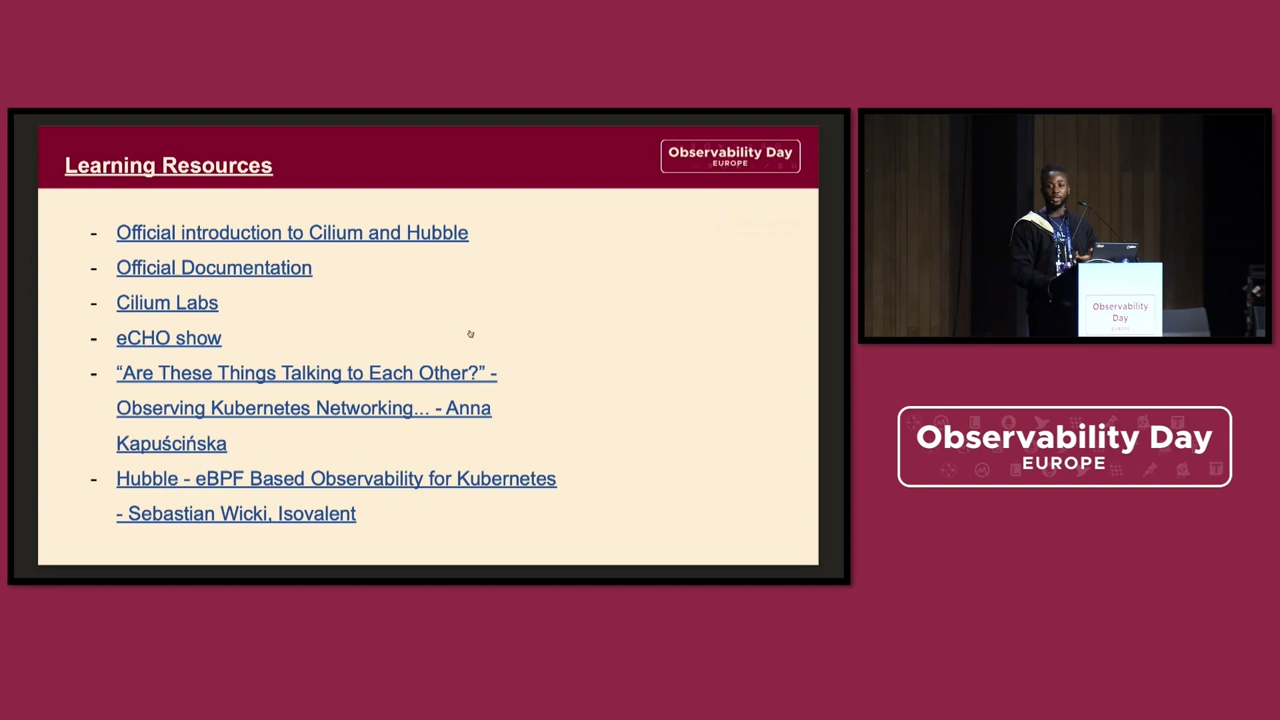 Learning Resources
Observability Day
EUROPE
- Official introduction to Cilium and Hubble
- Official Documentation
- Cilium Labs
- eCHO show
- “Are These Things Talking to Each Other?” -
Observing Kubernetes Networking... - Anna
Kapuścińska
- Hubble - eBPF Based Observability for Kubernetes
- Sebastian Wicki, Isovalent
Observability
Day
EUROPE
Observability Day
EUROPE